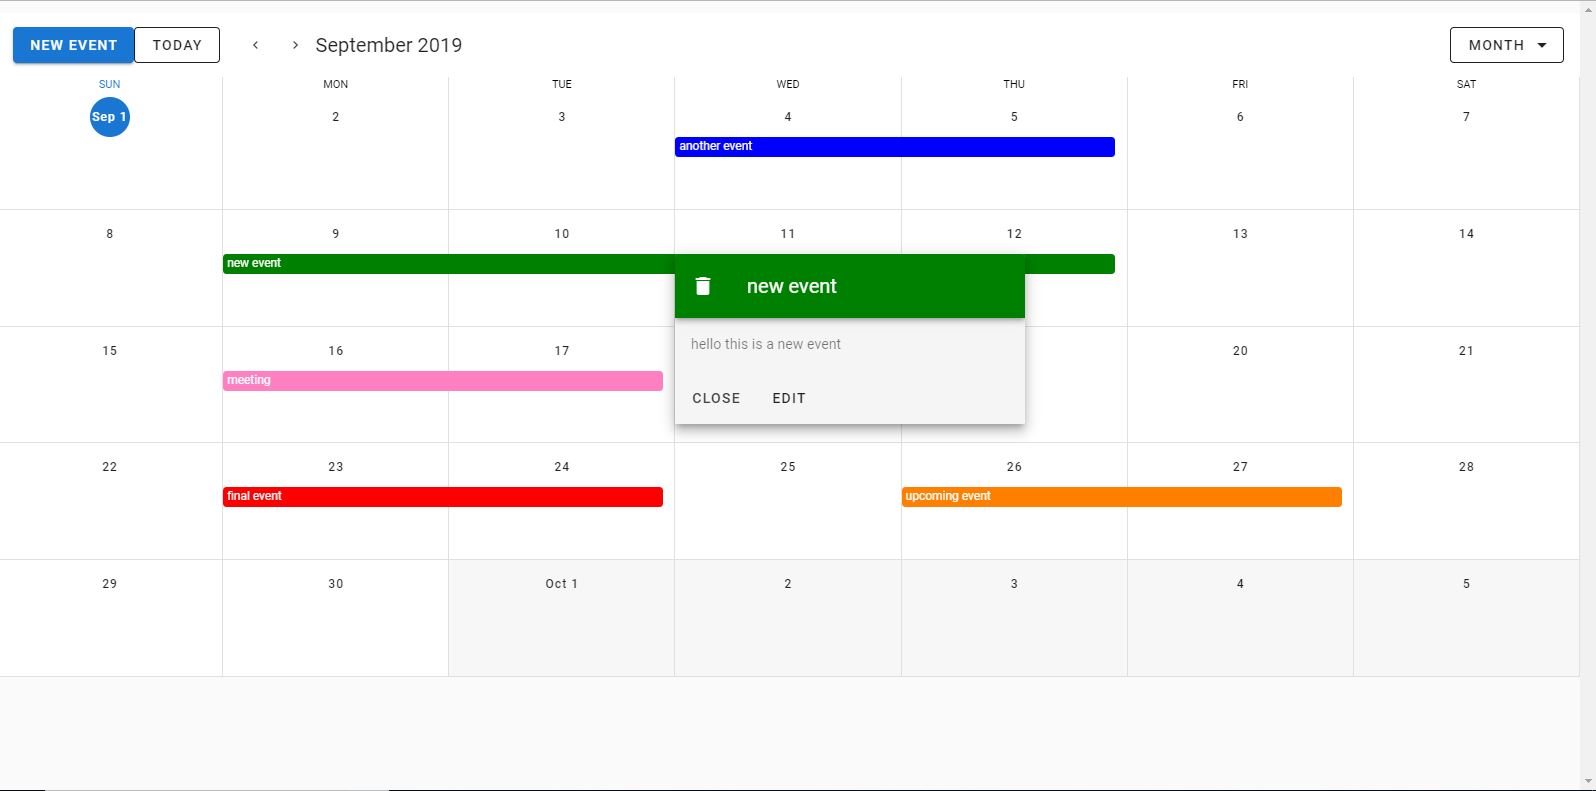 NEW EVENT TODAY ‹ › September 2019 MONTH
SUN MON TUE WED THU FRI SAT
Sep 1 2 3 4 5 6 7
another event
8 9 10 11 12 13 14
new event
new event
15 16 17 20 21
hello this is a new event
meeting
CLOSE EDIT
22 23 24 25 26 27 28
final event upcoming event
29 30 Oct 1 2 3 4 5